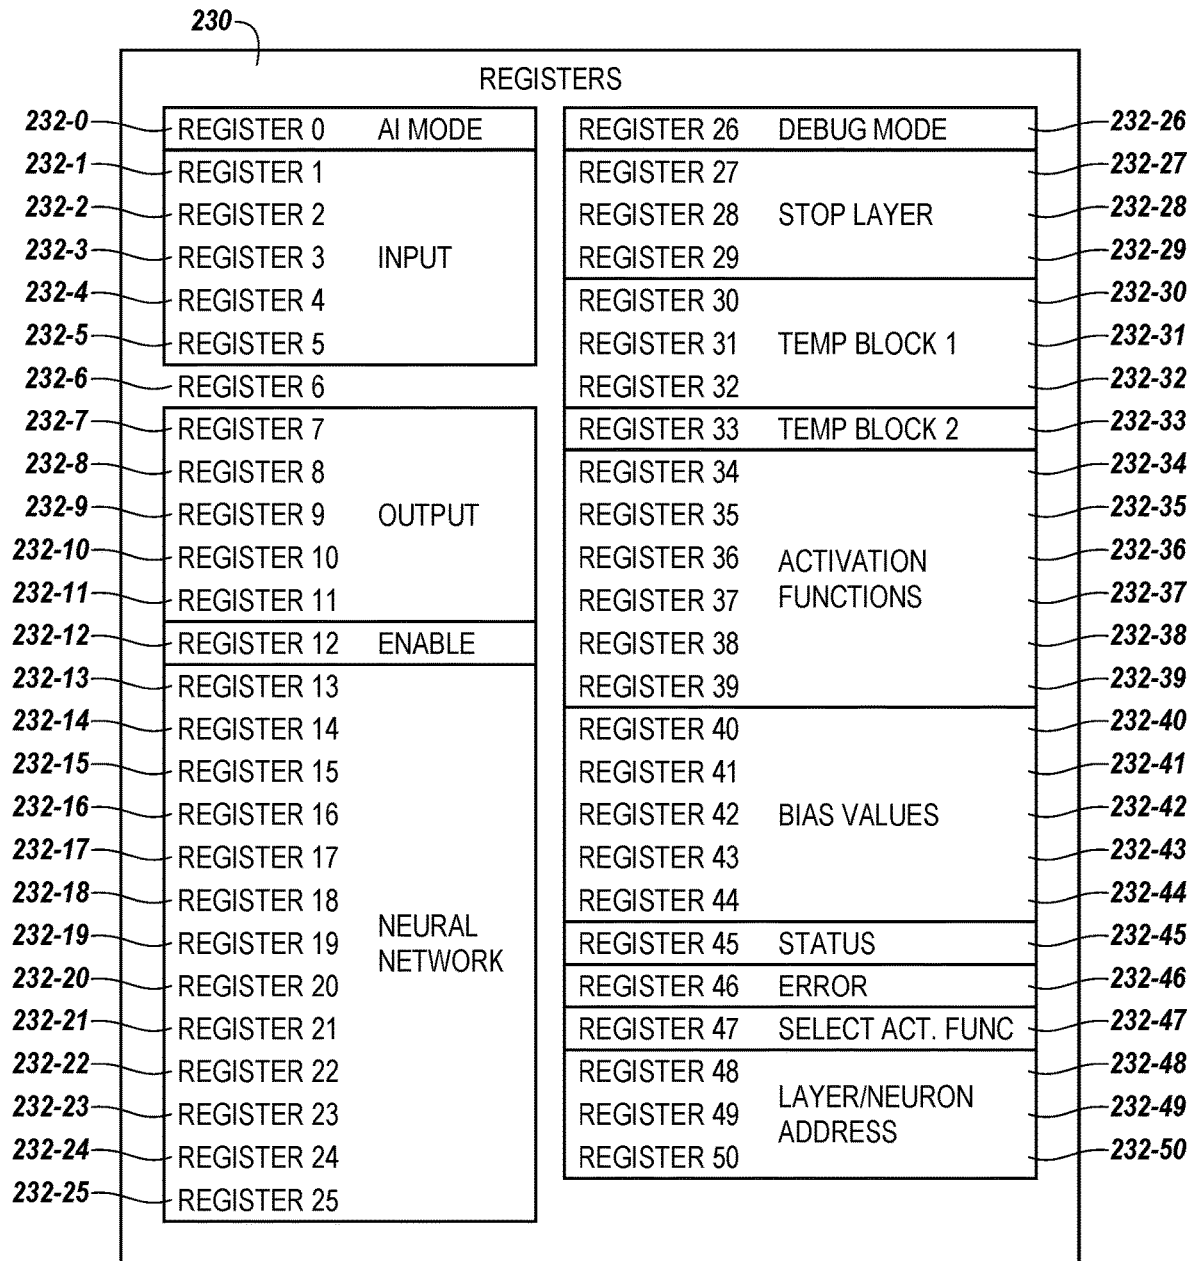 230
REGISTERS
232-0 REGISTER 0 AI MODE
232-1 REGISTER 1
232-2 REGISTER 2
232-3 REGISTER 3 INPUT
232-4 REGISTER 4
232-5 REGISTER 5
232-6 REGISTER 6
232-7 REGISTER 7
232-8 REGISTER 8
232-9 REGISTER 9 OUTPUT
232-10 REGISTER 10
232-11 REGISTER 11
232-12 REGISTER 12 ENABLE
232-13 REGISTER 13
232-14 REGISTER 14
232-15 REGISTER 15
232-16 REGISTER 16
232-17 REGISTER 17
232-18 REGISTER 18
NEURAL
232-19 REGISTER 19
NETWORK
232-20 REGISTER 20
232-21 REGISTER 21
232-22 REGISTER 22
232-23 REGISTER 23
232-24 REGISTER 24
232-25 REGISTER 25
REGISTER 26 DEBUG MODE 232-26
REGISTER 27 232-27
REGISTER 28 STOP LAYER 232-28
REGISTER 29 232-29
REGISTER 30 232-30
REGISTER 31 TEMP BLOCK 1 232-31
REGISTER 32 232-32
REGISTER 33 TEMP BLOCK 2 232-33
REGISTER 34 232-34
REGISTER 35 232-35
REGISTER 36 ACTIVATION 232-36
REGISTER 37 FUNCTIONS 232-37
REGISTER 38 232-38
REGISTER 39 232-39
REGISTER 40 232-40
REGISTER 41 232-41
REGISTER 42 BIAS VALUES 232-42
REGISTER 43 232-43
REGISTER 44 232-44
REGISTER 45 STATUS 232-45
REGISTER 46 ERROR 232-46
REGISTER 47 SELECT ACT. FUNC 232-47
REGISTER 48 232-48
REGISTER 49 LAYER/NEURON 232-49
ADDRESS
REGISTER 50 232-50